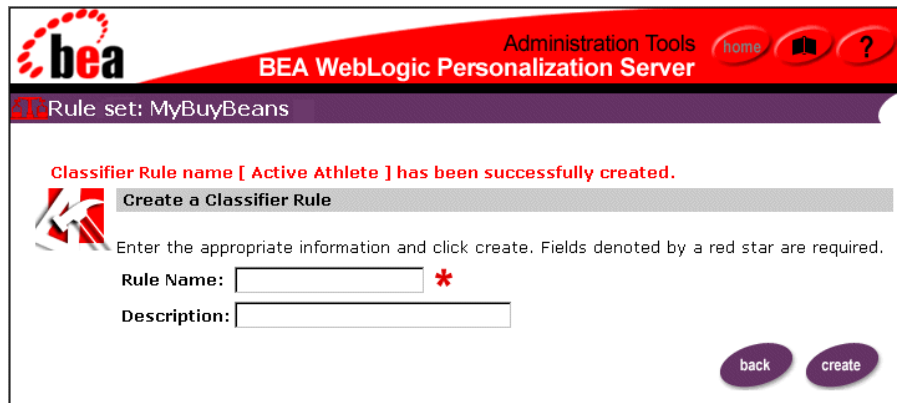 bea
Administration Tools
BEA WebLogic Personalization Server
home
?
Rule set: MyBuyBeans
Classifier Rule name [ Active Athlete ] has been successfully created.
Create a Classifier Rule
Enter the appropriate information and click create. Fields denoted by a red star are required.
Rule Name: *
Description:
back
create